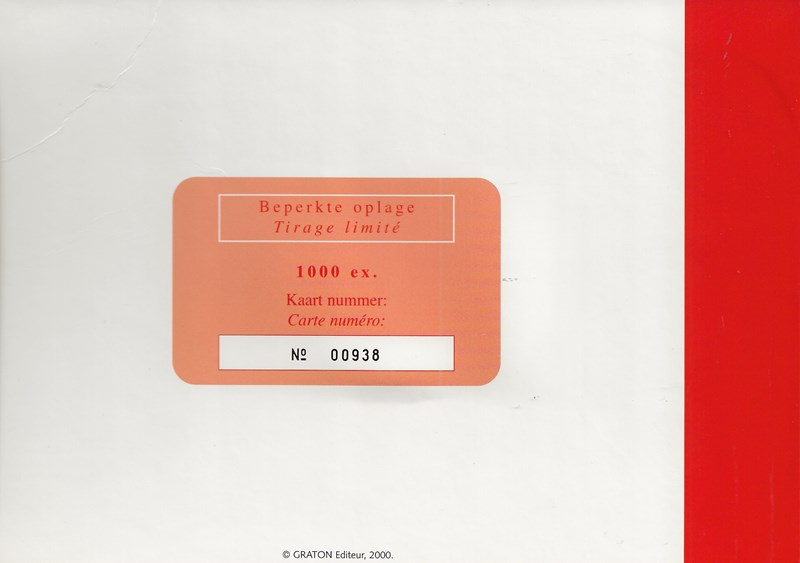 Beperkte oplage
Tirage limité
1000 ex.
Kaart nummer:
Carte numéro:
Nº 00938
© GRATON Editeur, 2000.